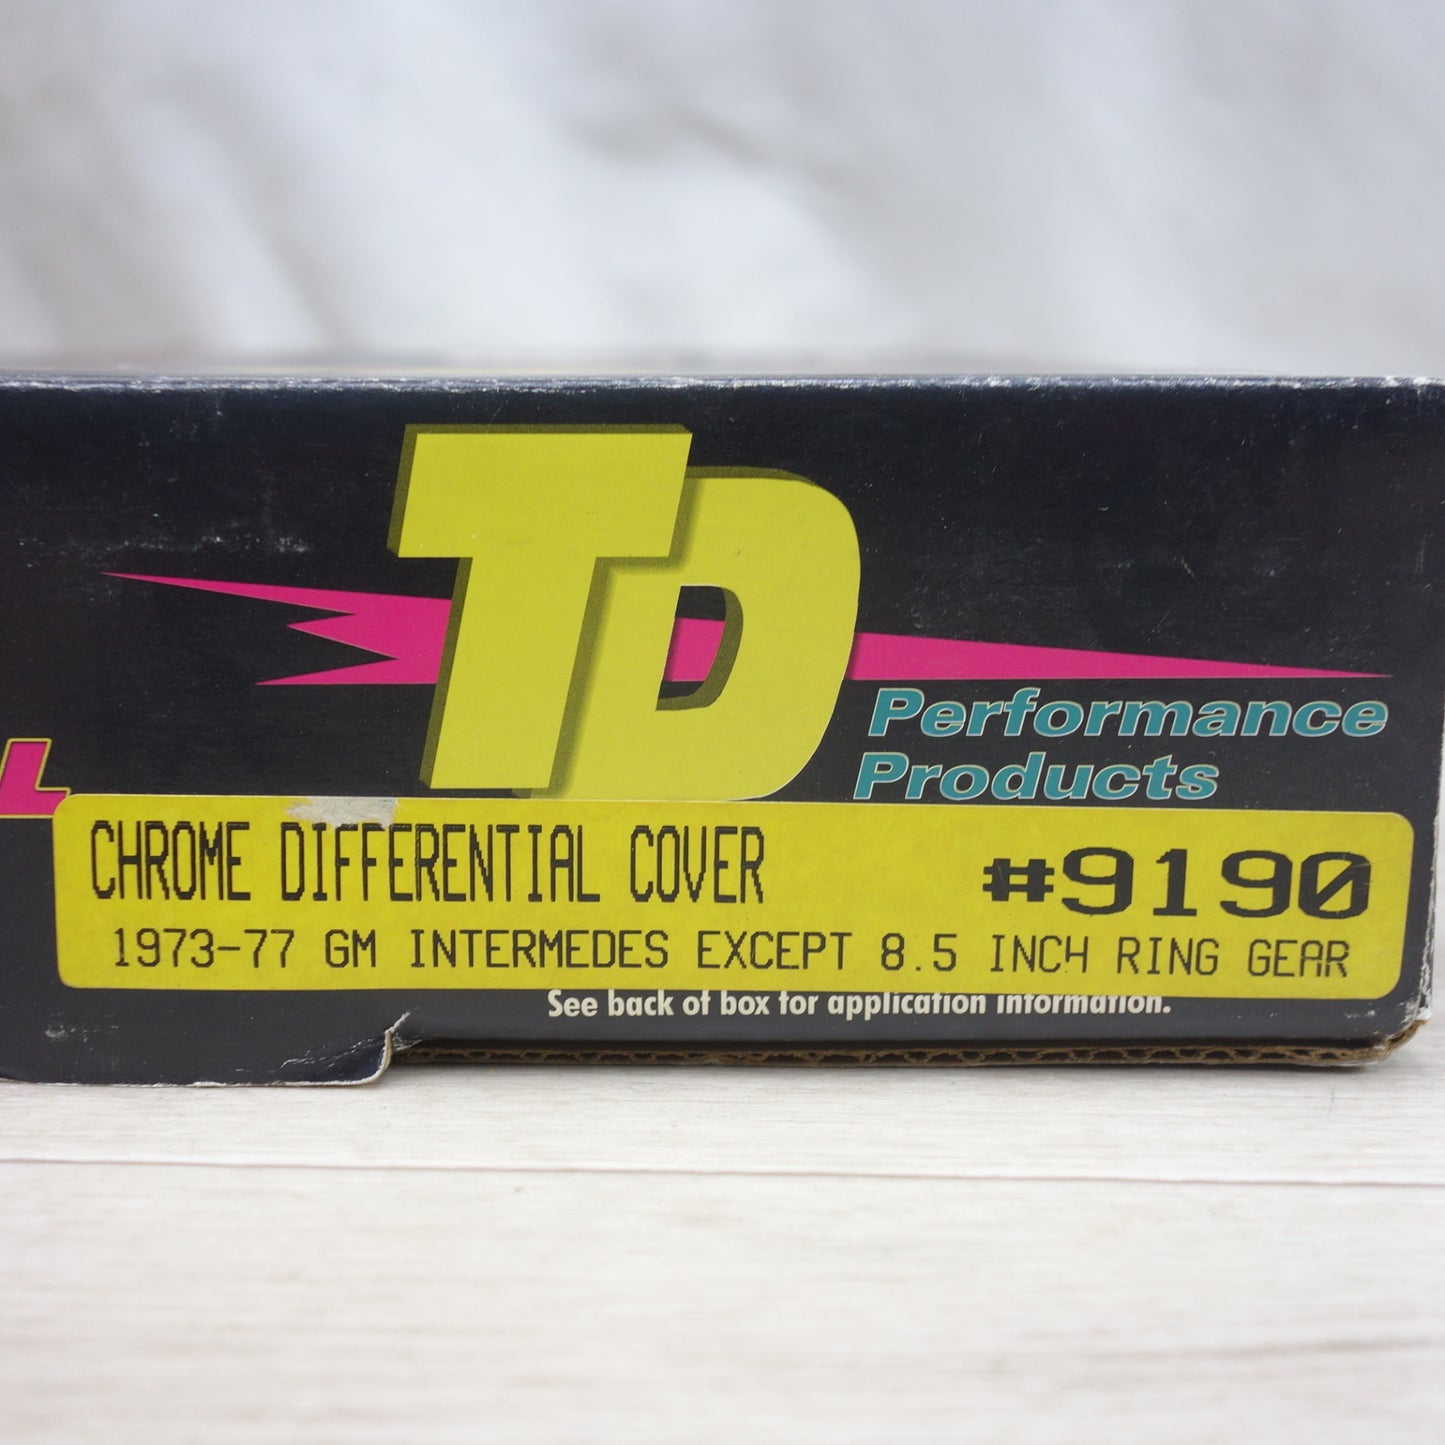 TD
Performance
Products
L
CHROME DIFFERENTIAL COVER #9190
1973-77 GM INTERMEDES EXCEPT 8.5 INCH RING GEAR
See back of box for application information.